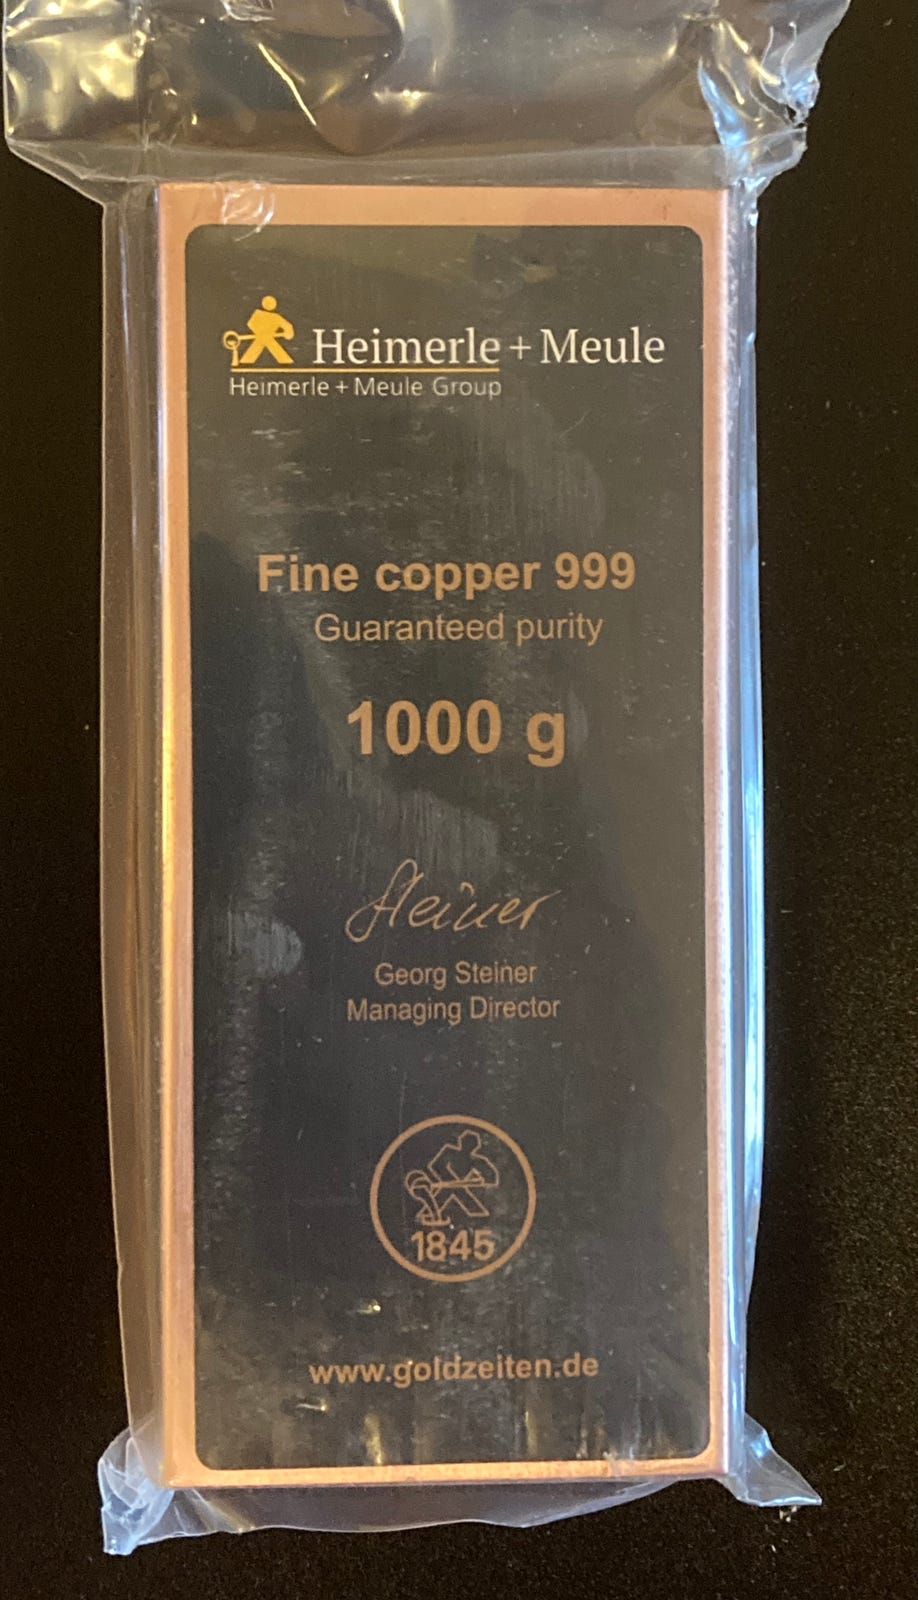 Heimerle + Meule
Heimerle + Meule Group
Fine copper 999
Guaranteed purity
1000 g
Steiner
Georg Steiner
Managing Director
1845
www.goldzeiten.de